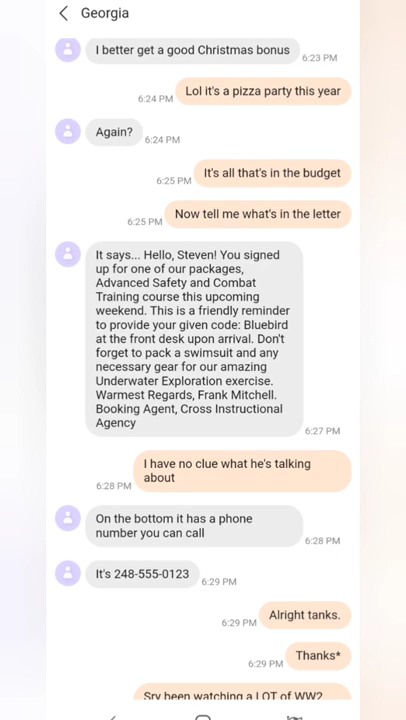 Georgia
I better get a good Christmas bonus
6:23 PM
Lol it's a pizza party this year
6:24 PM
Again?
6:24 PM
It's all that's in the budget
6:25 PM
Now tell me what's in the letter
6:25 PM
It says... Hello, Steven! You signed
up for one of our packages,
Advanced Safety and Combat
Training course this upcoming
weekend. This is a friendly reminder
to provide your given code: Bluebird
at the front desk upon arrival. Don't
forget to pack a swimsuit and any
necessary gear for our amazing
Underwater Exploration exercise.
Warmest Regards, Frank Mitchell.
Booking Agent, Cross Instructional
Agency
6:27 PM
I have no clue what he's talking
about
6:28 PM
On the bottom it has a phone
number you can call
6:28 PM
It's 248-555-0123
6:29 PM
Alright tanks.
6:29 PM
Thanks*
6:29 PM
Sry been watching a LOT of WW2